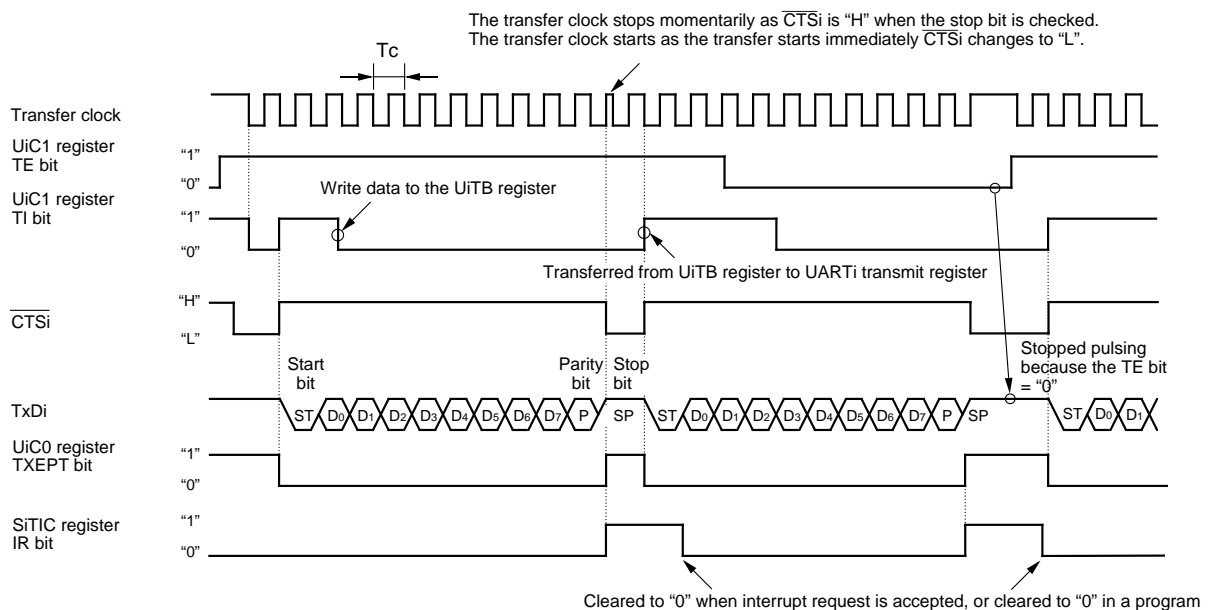 The transfer clock stops momentarily as CTSi is “H” when the stop bit is checked.
The transfer clock starts as the transfer starts immediately CTSi changes to “L”.
Tc
Transfer clock
UiC1 register
TE bit
“1”
“0”
Write data to the UiTB register
UiC1 register
TI bit
“1”
“0”
Transferred from UiTB register to UARTi transmit register
CTSi
“H”
“L”
Start
bit
Parity
bit
Stop
bit
Stopped pulsing
because the TE bit
= “0”
TxDi
ST D0 D1 D2 D3 D4 D5 D6 D7 P SP ST D0 D1 D2 D3 D4 D5 D6 D7 P SP ST D0 D1
UiC0 register
TXEPT bit
“1”
“0”
SiTIC register
IR bit
“1”
“0”
Cleared to “0” when interrupt request is accepted, or cleared to “0” in a program